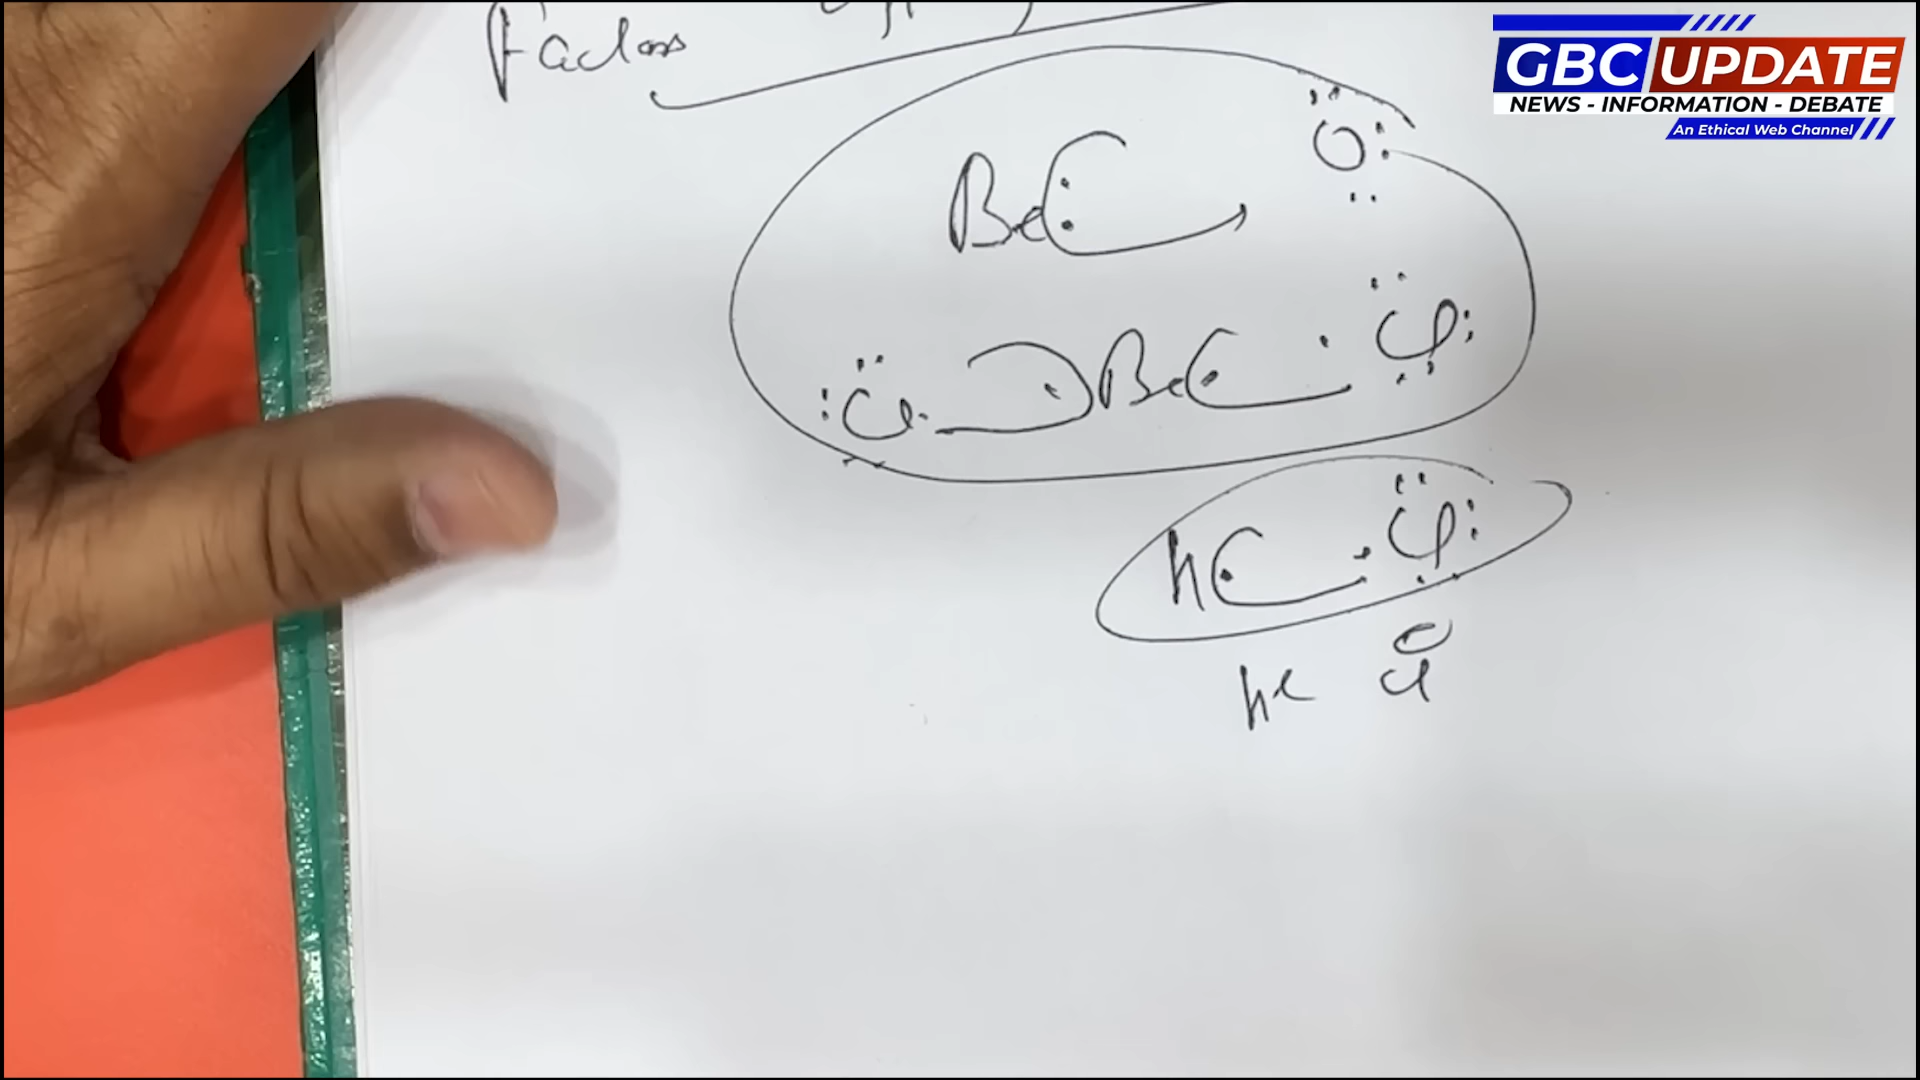 Factors
GBC UPDATE
NEWS - INFORMATION - DEBATE
An Ethical Web Channel
Be O
Cl Be Cl
H Cl
H Cl